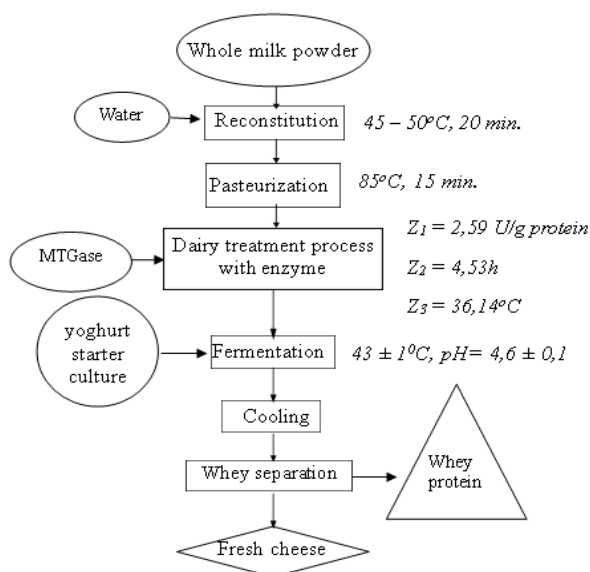 Whole milk powder
Water
Reconstitution
45 – 50°C, 20 min.
Pasteurization
85°C, 15 min.
MTGase
Dairy treatment process
with enzyme
Z₁ = 2,59 U/g protein
Z₂ = 4,53h
Z₃ = 36,14°C
yoghurt
starter
culture
Fermentation
43 ± 1⁰C, pH= 4,6 ± 0,1
Cooling
Whey separation
Whey
protein
Fresh cheese